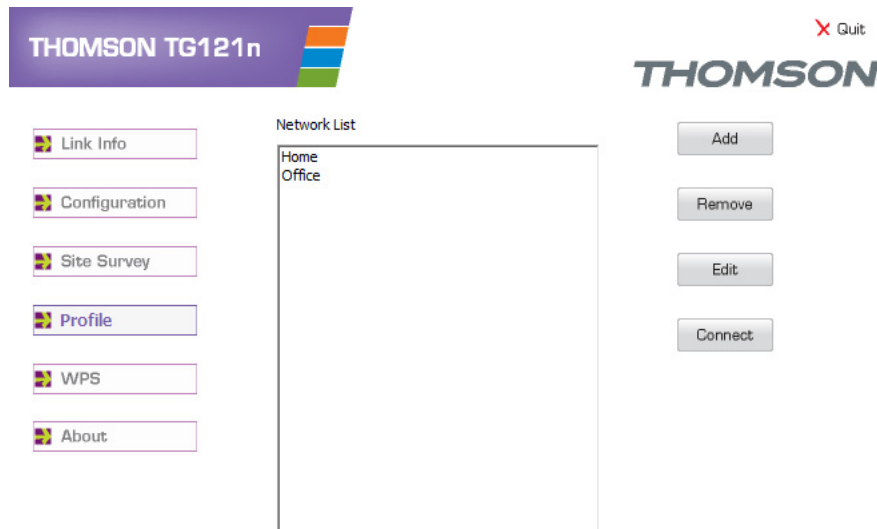 THOMSON TG121n
Quit
THOMSON
Link Info
Configuration
Site Survey
Profile
WPS
About
Network List
Home
Office
Add
Remove
Edit
Connect